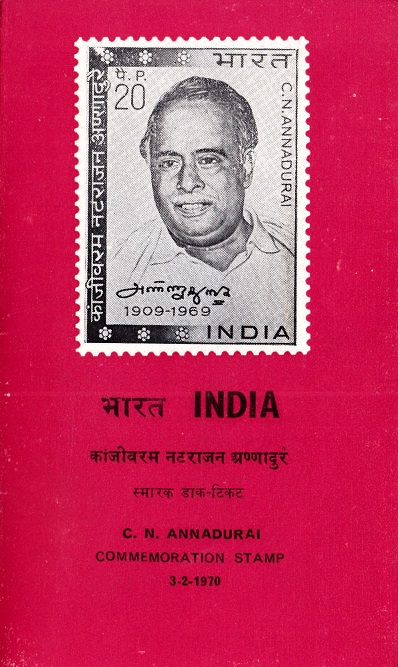 भारत
पै. P.
20
C.N.ANNADURAI
कांजीवरम नटराजन अण्णादुरै
1909-1969
INDIA
भारत INDIA
कांजीवरम नटराजन अण्णादुरै
स्मारक डाक-टिकट
C. N. ANNADURAI
COMMEMORATION STAMP
3-2-1970